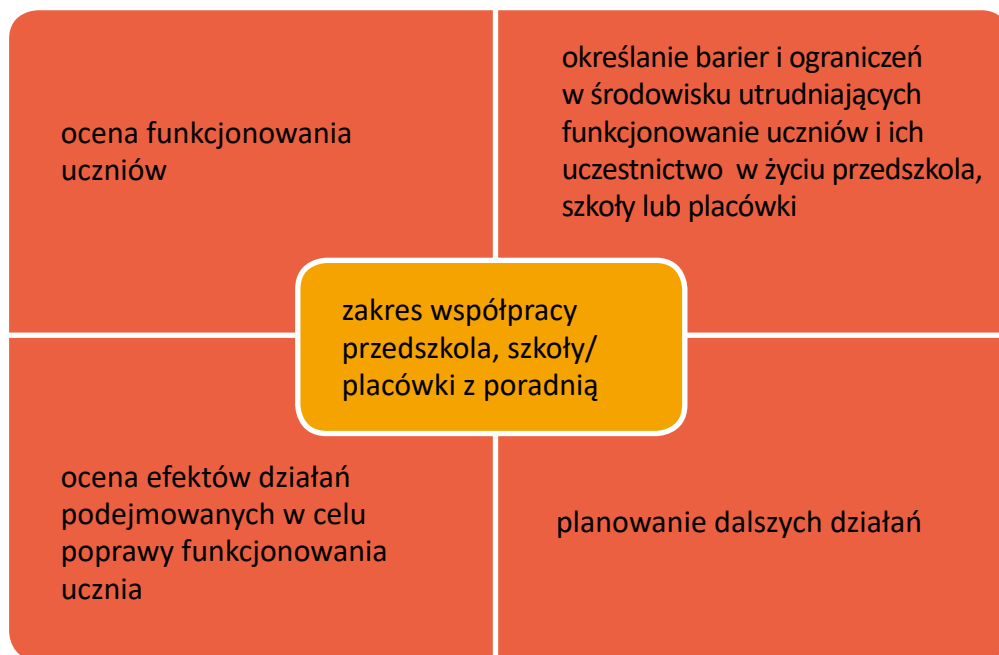 ocena funkcjonowania
uczniów
określanie barier i ograniczeń
w środowisku utrudniających
funkcjonowanie uczniów i ich
uczestnictwo w życiu przedszkola,
szkoły lub placówki
zakres współpracy
przedszkola, szkoły/
placówki z poradnią
ocena efektów działań
podejmowanych w celu
poprawy funkcjonowania
ucznia
planowanie dalszych działań